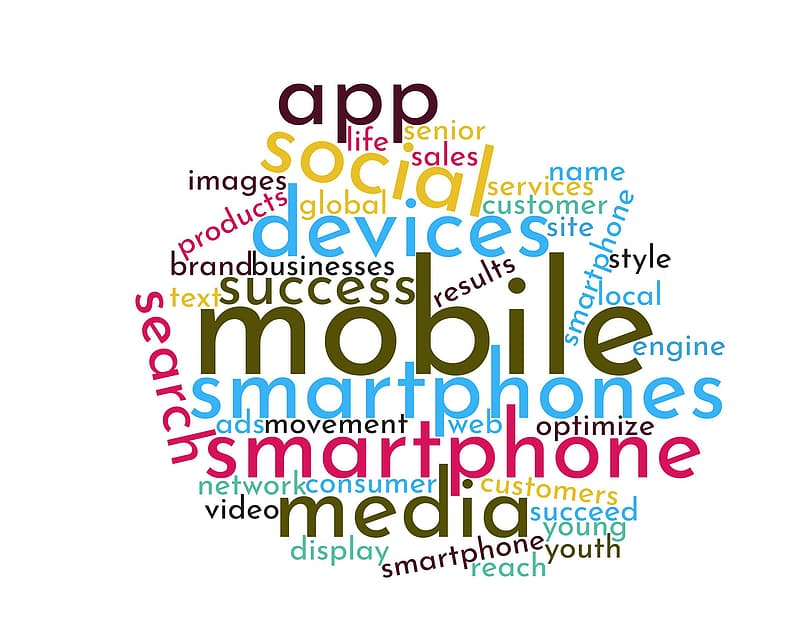 app
life
senior
social
sales
images
name
products
global
services
customer
devices
site
smartphone
style
brand
businesses
results
text
success
local
search
mobile
engine
smartphones
ads
movement
web
optimize
smartphone
network
consumer
customers
video
media
succeed
young
display
smartphone
youth
reach